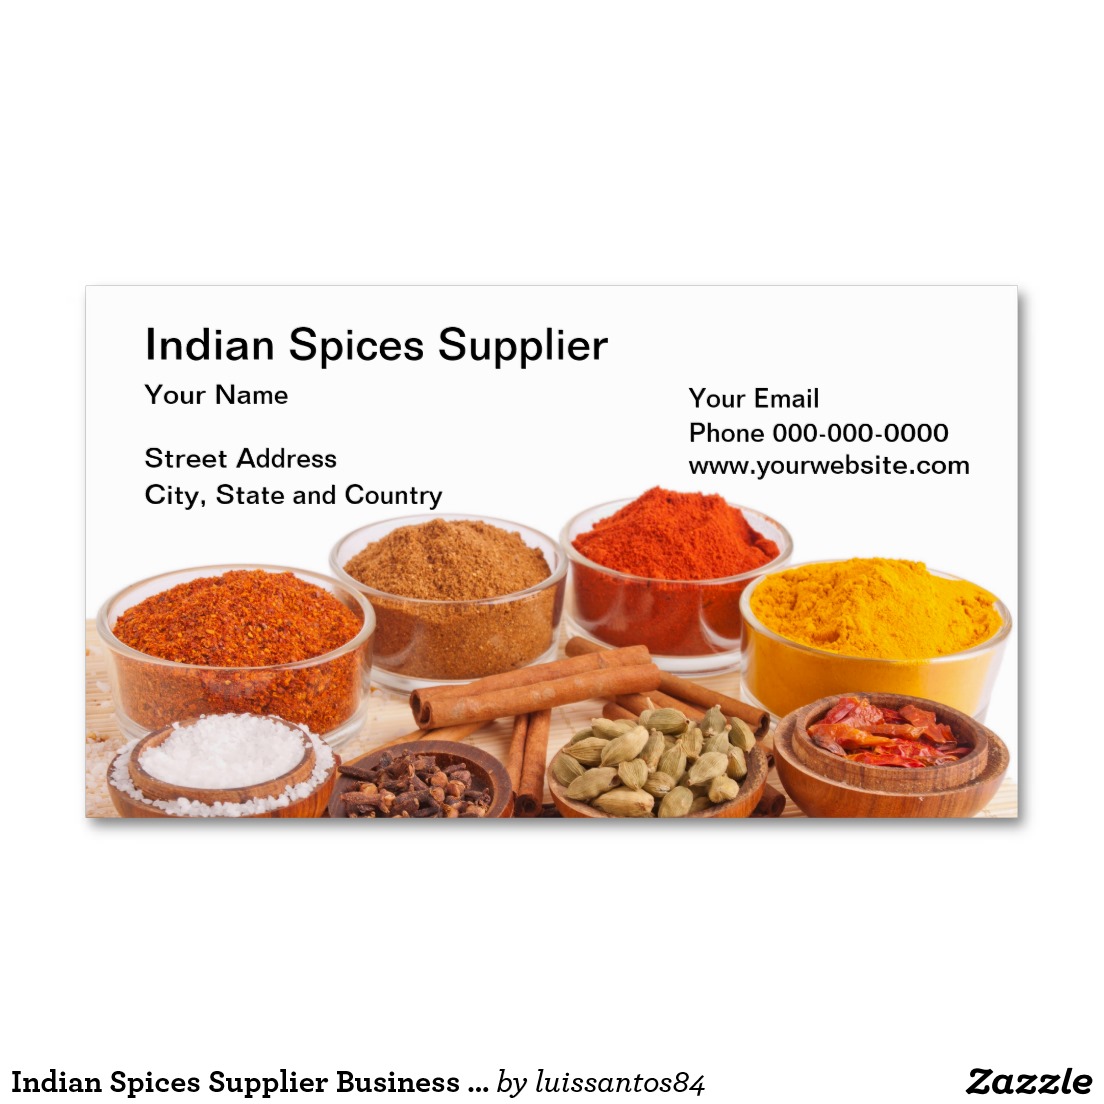 Indian Spices Supplier
Your Name
Street Address
City, State and Country
Your Email
Phone 000-000-0000
www.yourwebsite.com
Indian Spices Supplier Business ... by luissantos84
Zazzle